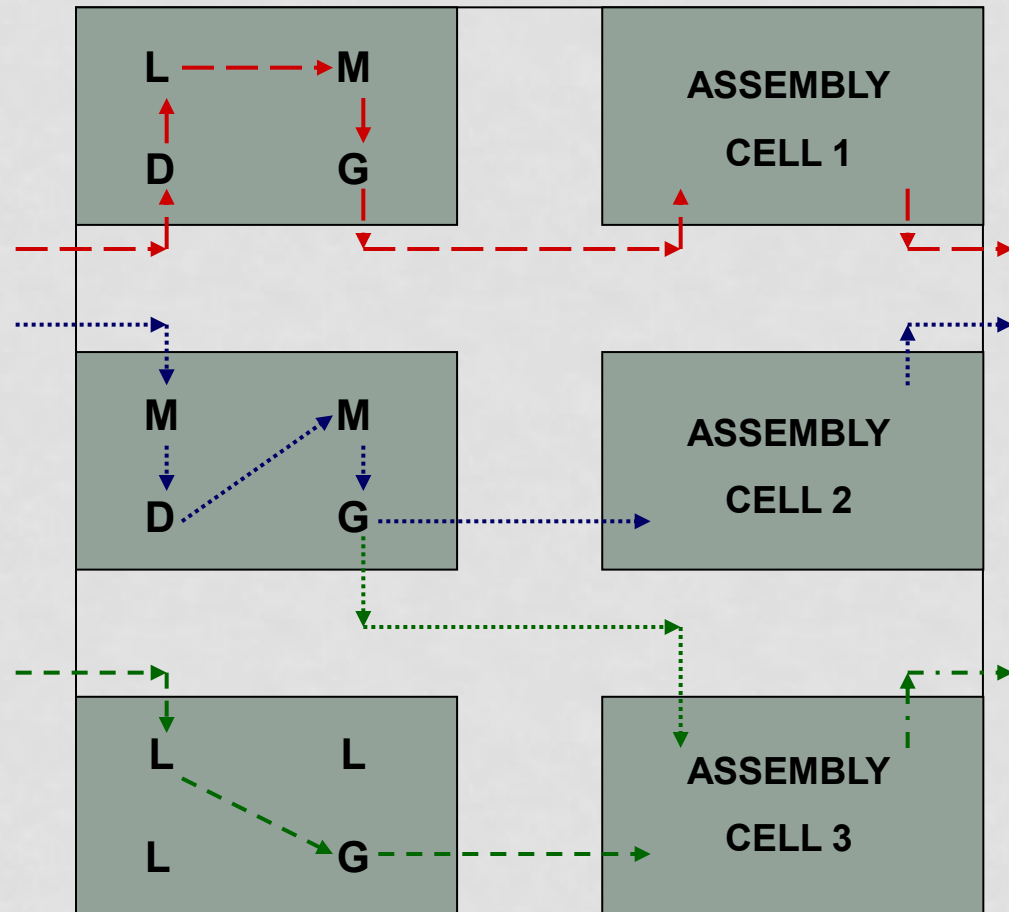 L M
D G
ASSEMBLY
CELL 1
M M
D G
ASSEMBLY
CELL 2
L L
L G
ASSEMBLY
CELL 3